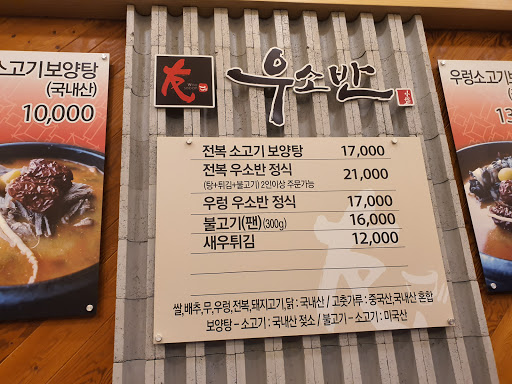 소고기보양탕
(국내산)
10,000
友
우소반
전복 소고기 보양탕 17,000
전복 우소반 정식 21,000
(탕+튀김+불고기) 2인이상 주문가능
우렁 우소반 정식 17,000
불고기(팬)(300g) 16,000
새우튀김 12,000
쌀,배추,무,우렁,전복,돼지고기,닭 : 국내산 / 고춧가루 : 중국산,국내산 혼합
보양탕 – 소고기 : 국내산 젖소 / 불고기 – 소고기 : 미국산
우렁소고기보